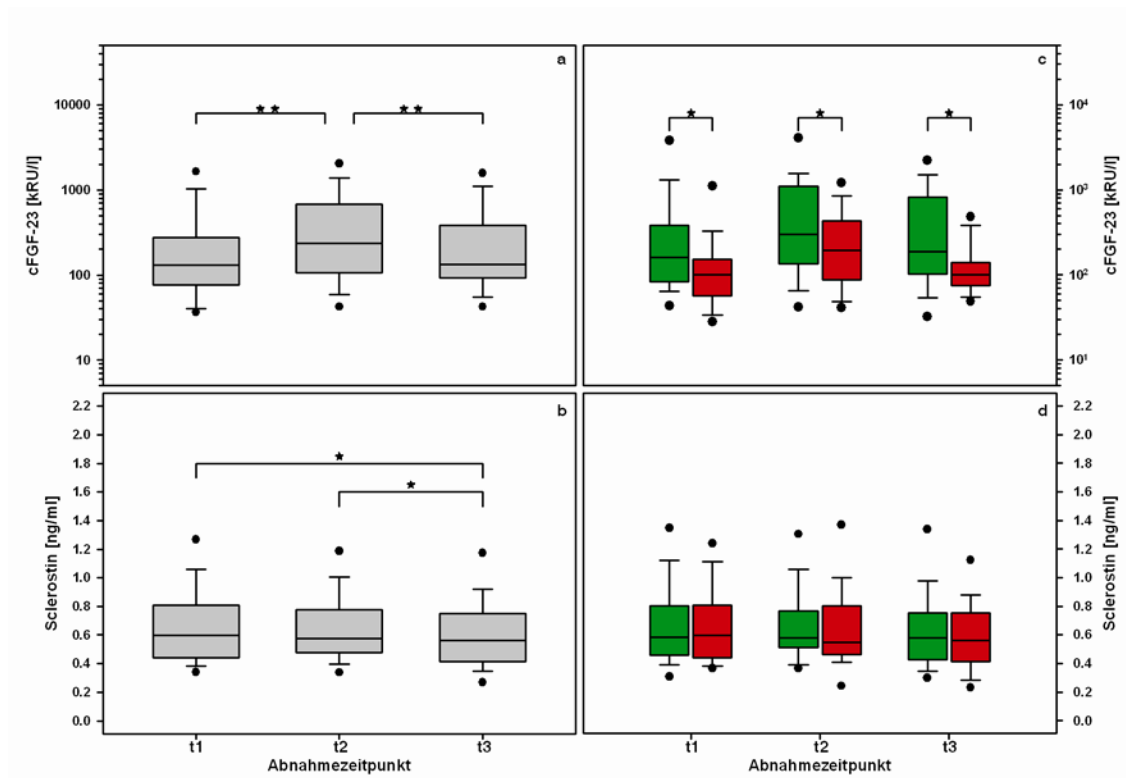 a
c
10000
1000
100
10
cFGF-23 [kRU/l]
10⁴
10³
10²
10¹
cFGF-23 [kRU/l]
b
d
2.2
2.0
1.8
1.6
1.4
1.2
1.0
0.8
0.6
0.4
0.2
0.0
Sclerostin [ng/ml]
2.2
2.0
1.8
1.6
1.4
1.2
1.0
0.8
0.6
0.4
0.2
0.0
Sclerostin [ng/ml]
t1 t2 t3
Abnahmezeitpunkt
t1 t2 t3
Abnahmezeitpunkt